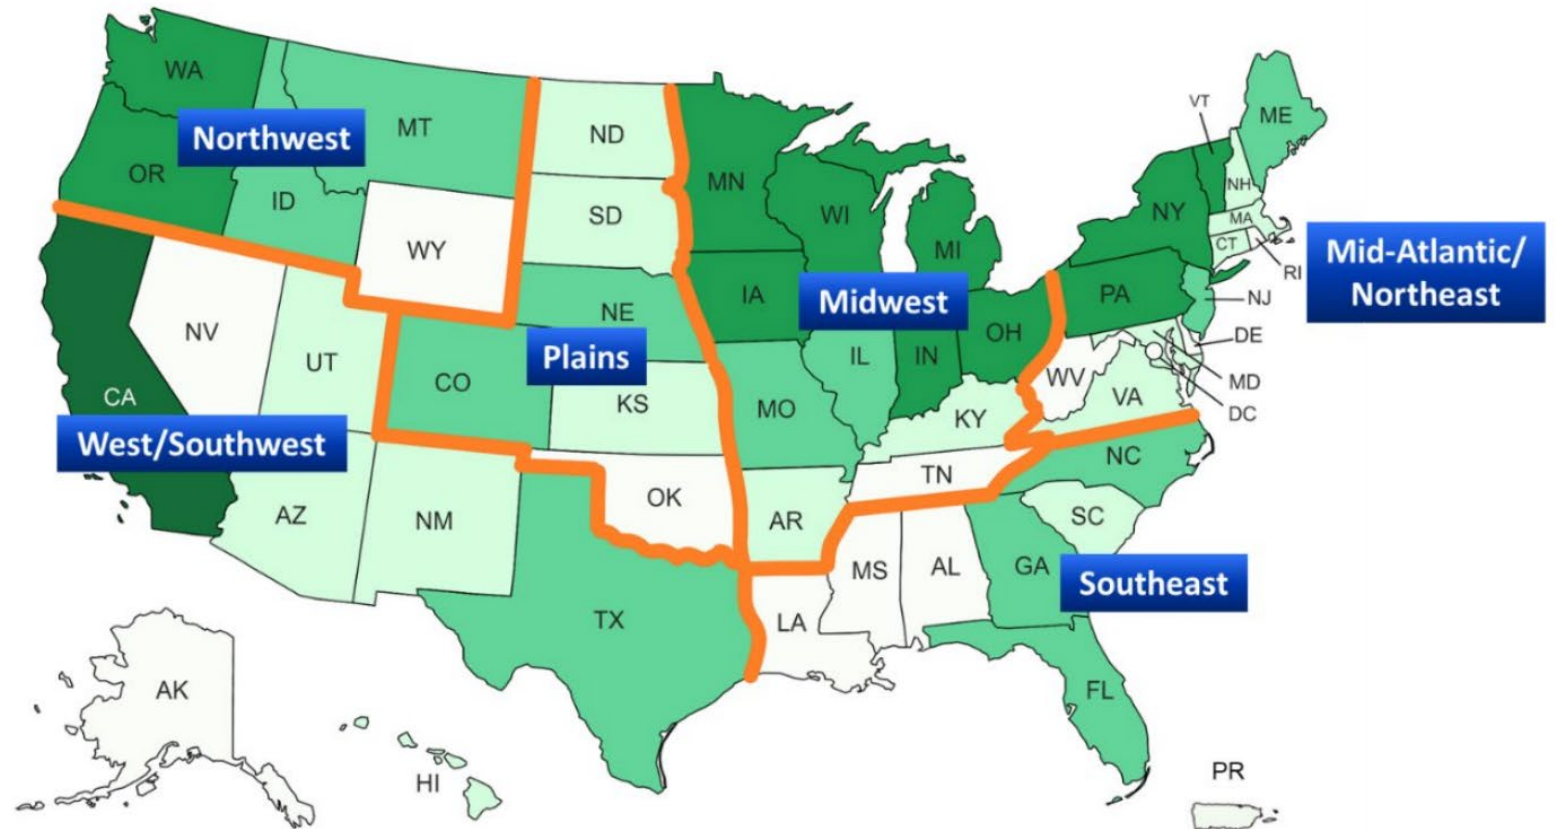 WA
MT
ND
VT
ME
Northwest
OR
MN
ID
SD
WI
NH
NY
MA
WY
MI
CT
Mid-Atlantic/
Northeast
RI
IA
Midwest
PA
NJ
NE
NV
OH
DE
UT
Plains
IL
IN
CO
WV
MD
CA
KS
MO
KY
VA
DC
West/Southwest
NC
TN
OK
AZ
NM
AR
SC
MS
AL
GA
Southeast
TX
LA
AK
FL
HI
PR